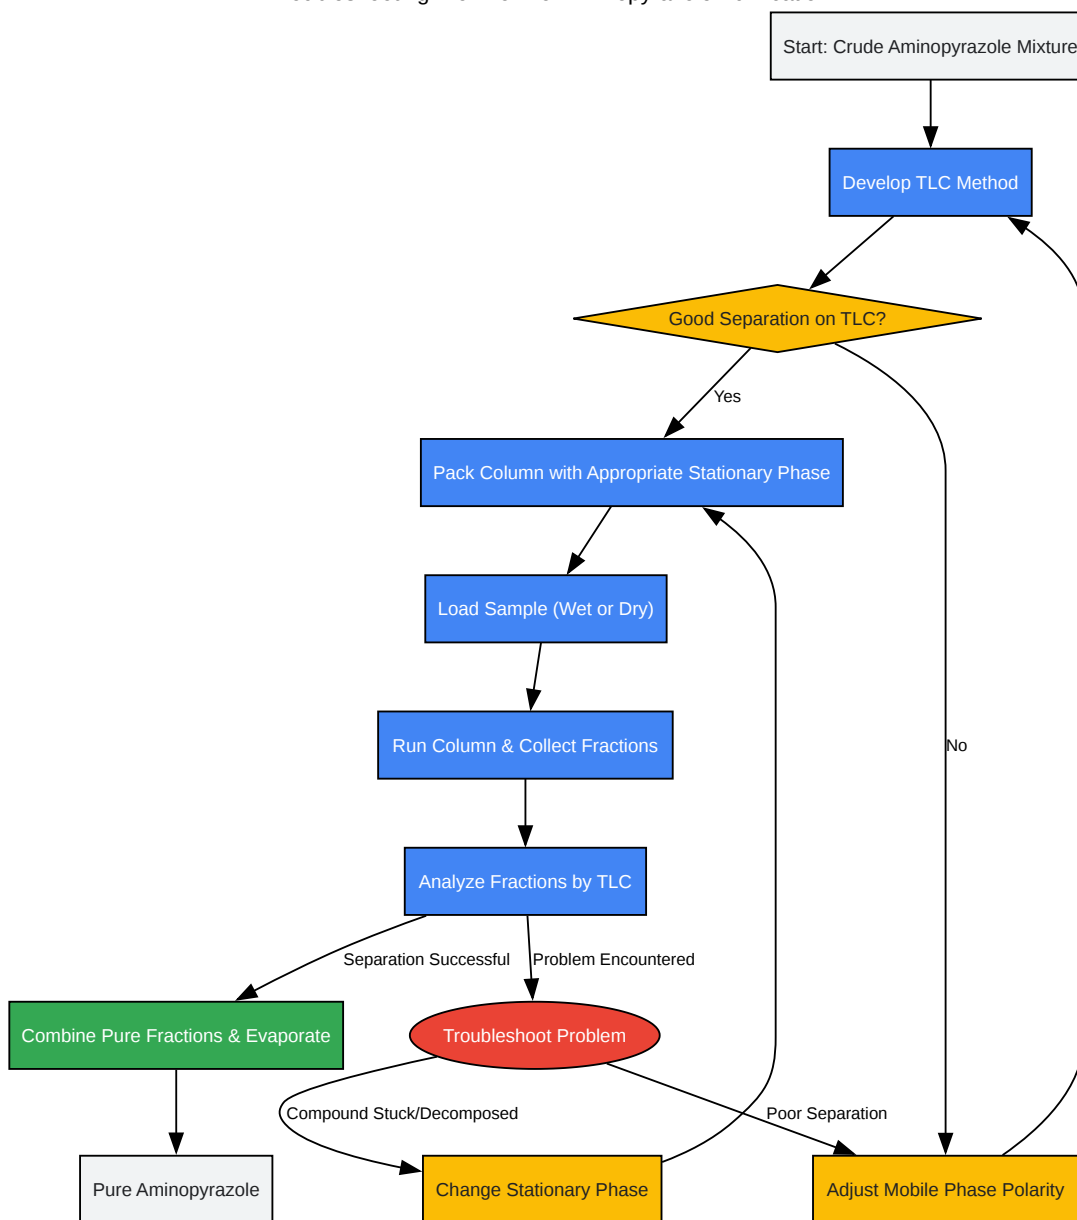 Start: Crude Aminopyrazole Mixture
Develop TLC Method
Good Separation on TLC?
Yes
Pack Column with Appropriate Stationary Phase
Load Sample (Wet or Dry)
Run Column & Collect Fractions
No
Analyze Fractions by TLC
Separation Successful
Problem Encountered
Combine Pure Fractions & Evaporate
Troubleshoot Problem
Compound Stuck/Decomposed
Poor Separation
Pure Aminopyrazole
Change Stationary Phase
Adjust Mobile Phase Polarity